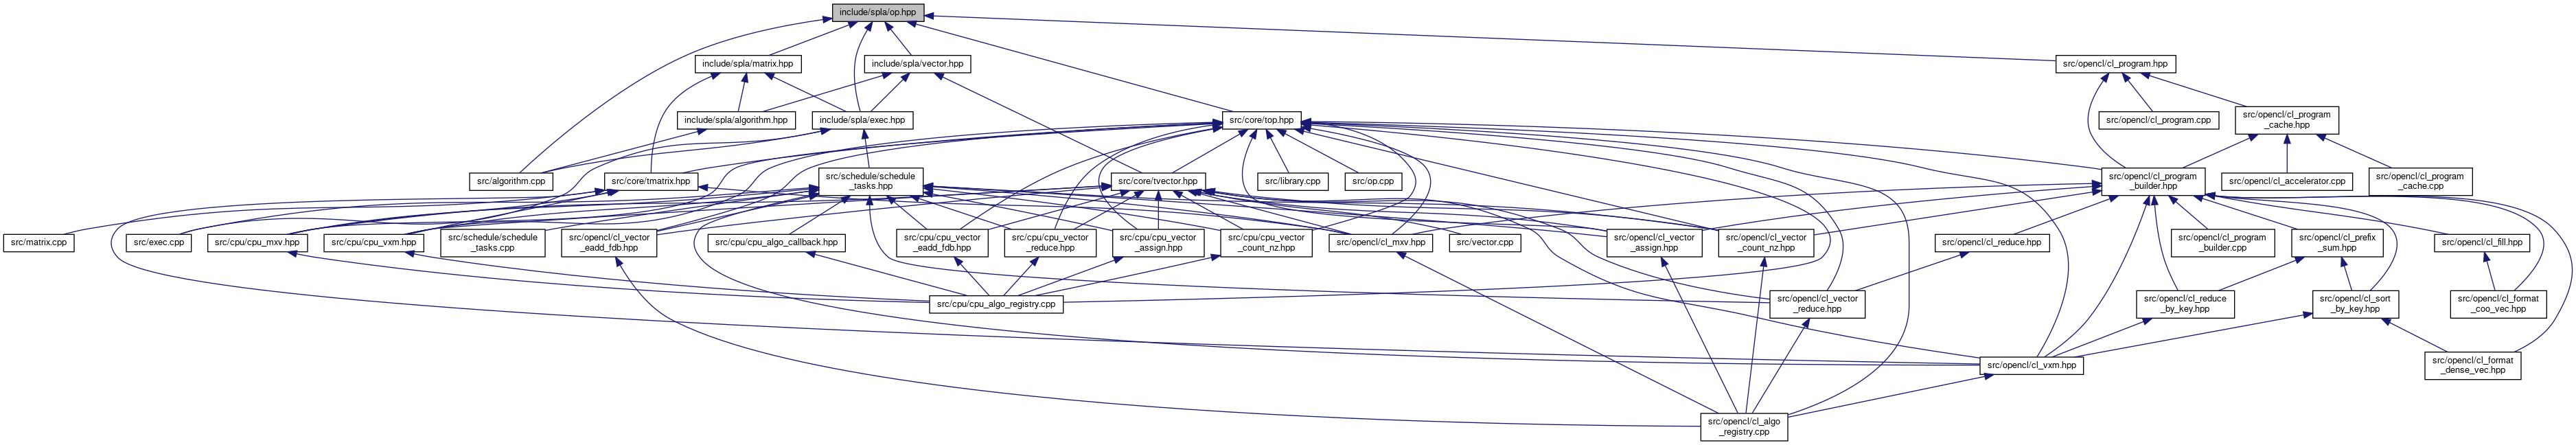 include/spla/op.hpp
include/spla/matrix.hpp
include/spla/vector.hpp
src/opencl/cl_program.hpp
include/spla/algorithm.hpp
include/spla/exec.hpp
src/core/top.hpp
src/opencl/cl_program.cpp
src/opencl/cl_program
_cache.hpp
src/algorithm.cpp
src/core/tmatrix.hpp
src/schedule/schedule
_tasks.hpp
src/core/tvector.hpp
src/library.cpp
src/op.cpp
src/opencl/cl_program
_builder.hpp
src/opencl/cl_accelerator.cpp
src/opencl/cl_program
_cache.cpp
src/matrix.cpp
src/exec.cpp
src/cpu/cpu_mxv.hpp
src/cpu/cpu_vxm.hpp
src/schedule/schedule
_tasks.cpp
src/opencl/cl_vector
_eadd_fdb.hpp
src/cpu/cpu_algo_callback.hpp
src/cpu/cpu_vector
_eadd_fdb.hpp
src/cpu/cpu_vector
_reduce.hpp
src/cpu/cpu_vector
_assign.hpp
src/cpu/cpu_vector
_count_nz.hpp
src/opencl/cl_mxv.hpp
src/vector.cpp
src/opencl/cl_vector
_assign.hpp
src/opencl/cl_vector
_count_nz.hpp
src/opencl/cl_reduce.hpp
src/opencl/cl_program
_builder.cpp
src/opencl/cl_prefix
_sum.hpp
src/opencl/cl_fill.hpp
src/cpu/cpu_algo_registry.cpp
src/opencl/cl_vector
_reduce.hpp
src/opencl/cl_reduce
_by_key.hpp
src/opencl/cl_sort
_by_key.hpp
src/opencl/cl_format
_coo_vec.hpp
src/opencl/cl_vxm.hpp
src/opencl/cl_format
_dense_vec.hpp
src/opencl/cl_algo
_registry.cpp